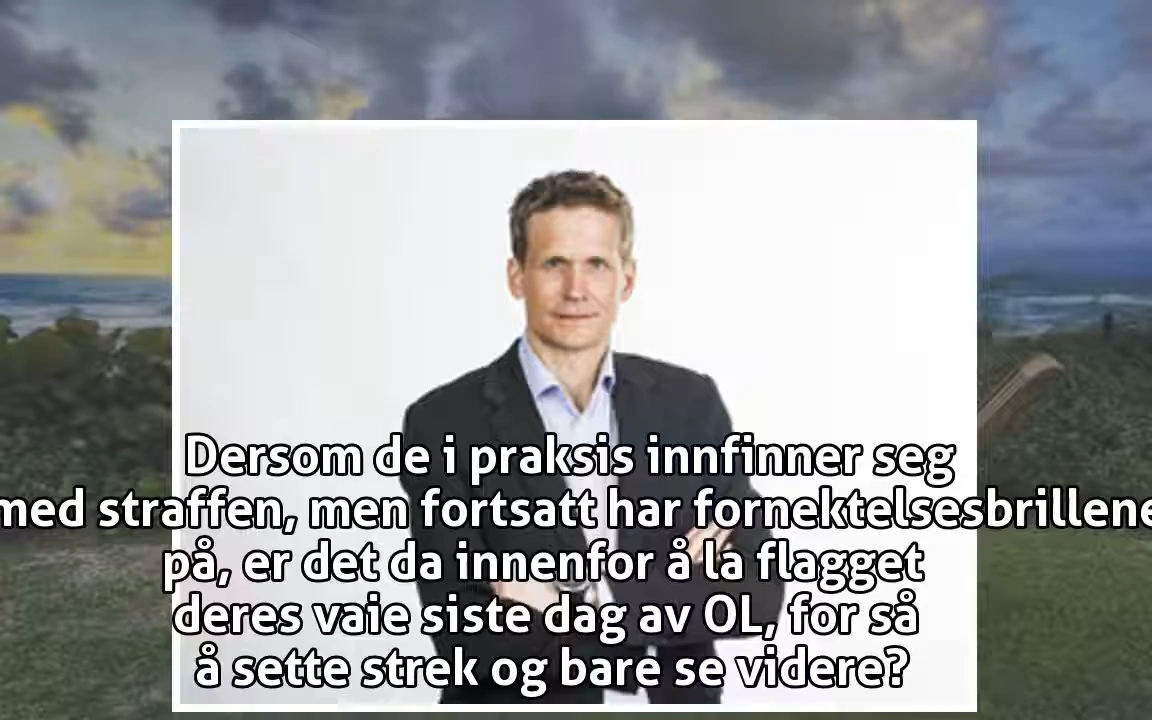 Dersom de i praksis innfinner seg
med straffen, men fortsatt har fornektelsesbrillene
på, er det da innenfor å la flagget
deres vaie siste dag av OL, for så
å sette strek og bare se videre?